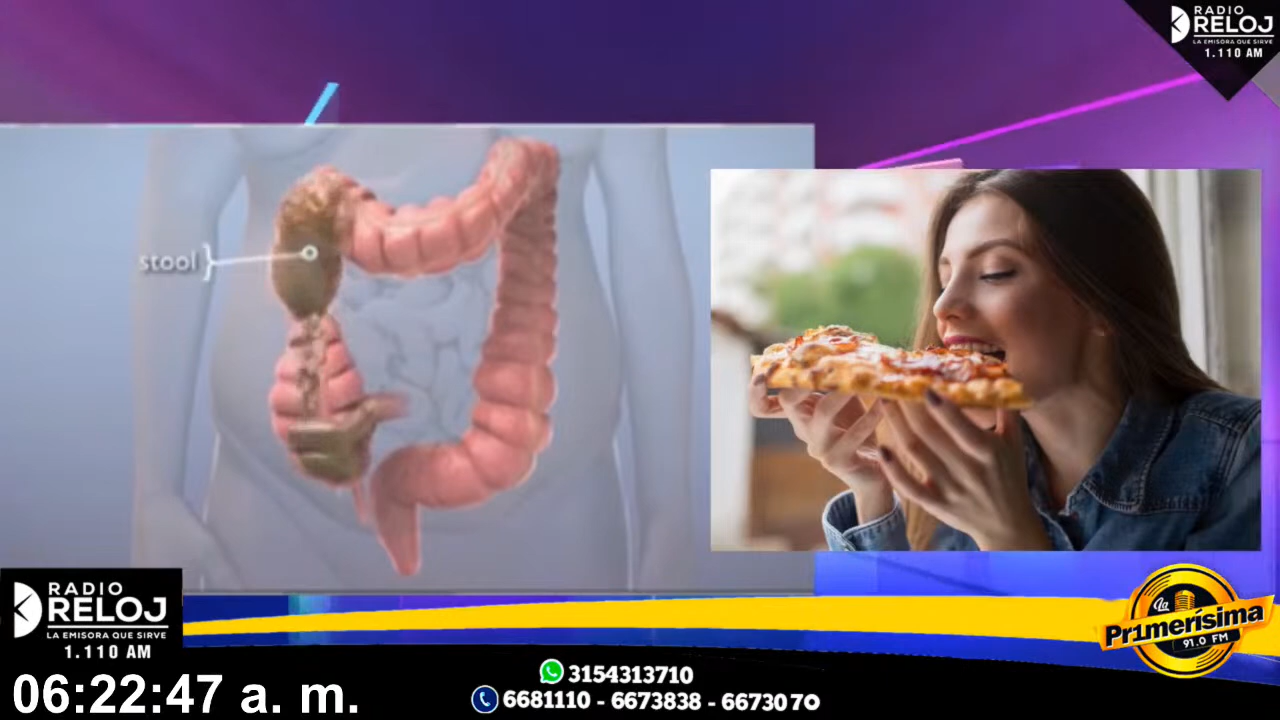 RADIO
RELOJ
LA EMISORA QUE SIRVE
1.110 AM
stool
RADIO
RELOJ
LA EMISORA QUE SIRVE
1.110 AM
La
Pr1merísima
91.0 FM
06:22:47 a. m.
3154313710
6681110 - 6673838 - 6673070